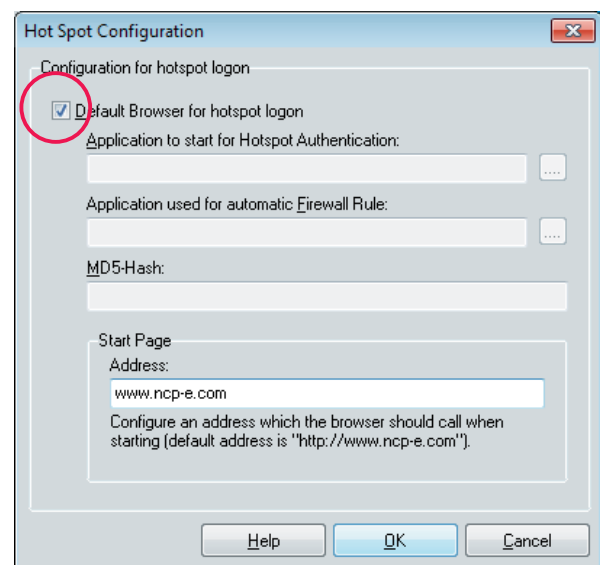 Hot Spot Configuration
Configuration for hotspot logon
Default Browser for hotspot logon
Application to start for Hotspot Authentication:
....
Application used for automatic Firewall Rule:
....
MD5-Hash:
Start Page
Address:
www.ncp-e.com
Configure an address which the browser should call when
starting (default address is "http://www.ncp-e.com").
Help
OK
Cancel